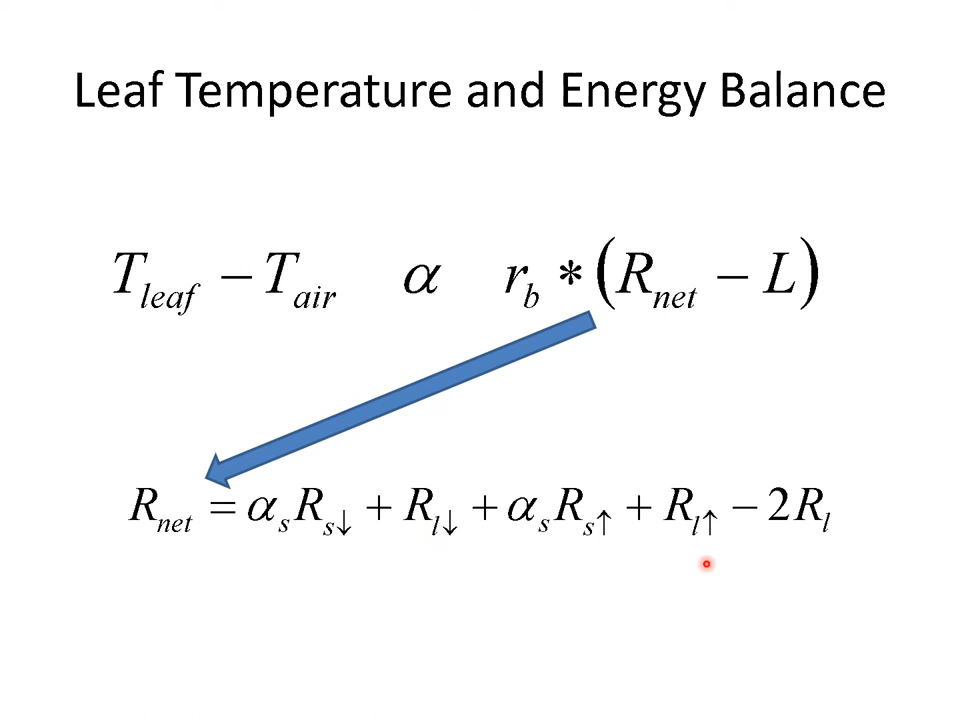 Leaf Temperature and Energy Balance
T_leaf − T_air α r_b * (R_net − L)
R_net = α_s R_s↓ + R_l↓ + α_s R_s↑ + R_l↑ − 2R_l